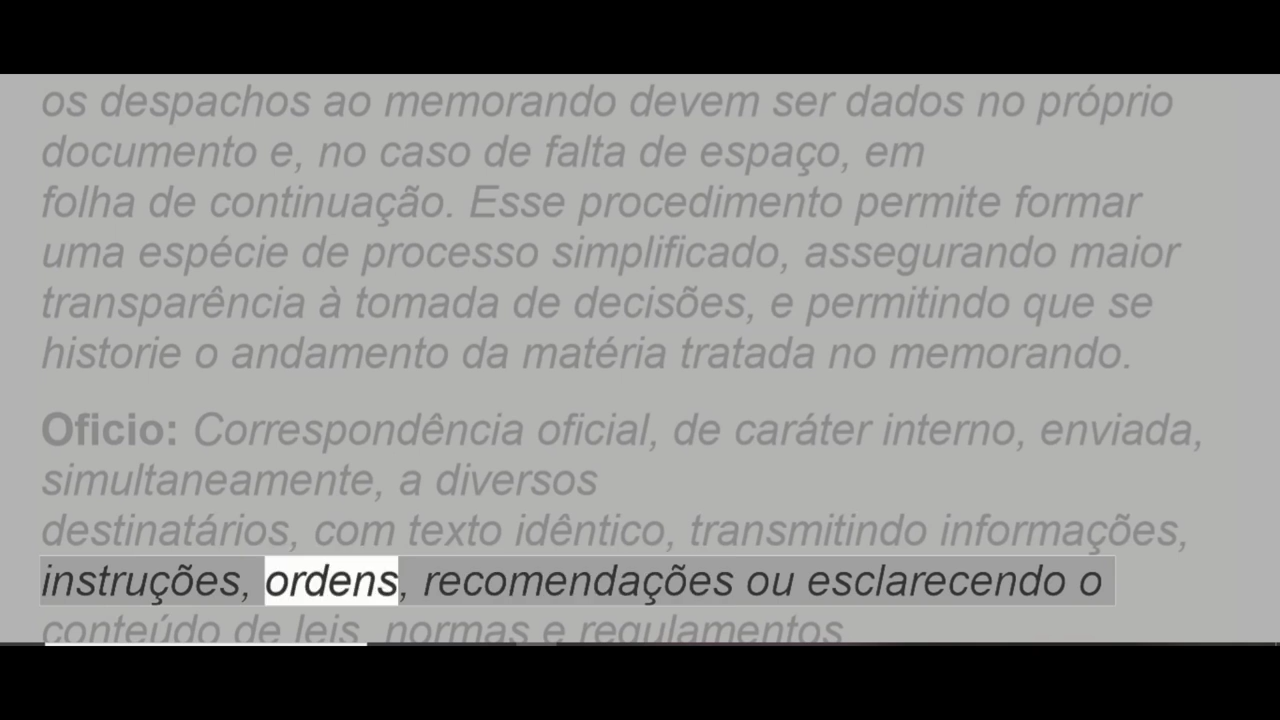 os despachos ao memorando devem ser dados no próprio
documento e, no caso de falta de espaço, em
folha de continuação. Esse procedimento permite formar
uma espécie de processo simplificado, assegurando maior
transparência à tomada de decisões, e permitindo que se
historie o andamento da matéria tratada no memorando.
Oficio: Correspondência oficial, de caráter interno, enviada,
simultaneamente, a diversos
destinatários, com texto idêntico, transmitindo informações,
instruções, ordens, recomendações ou esclarecendo o
conteúdo de leis, normas e regulamentos